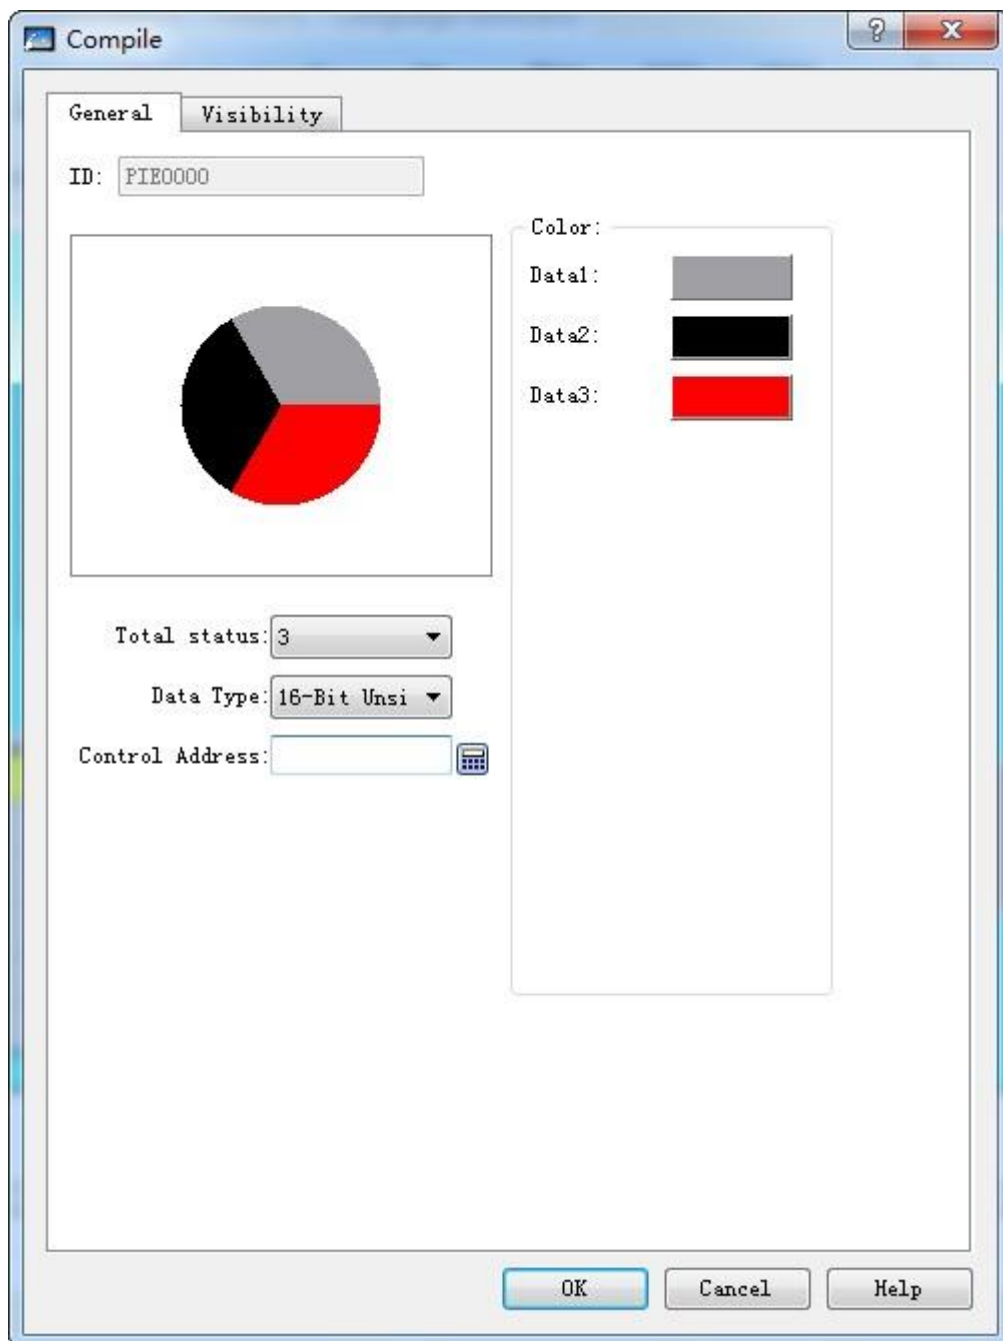 Compile
General
Visibility
ID: PIE0000
Color:
Data1:
Data2:
Data3:
Total status: 3
Data Type: 16-Bit Unsi
Control Address:
OK
Cancel
Help